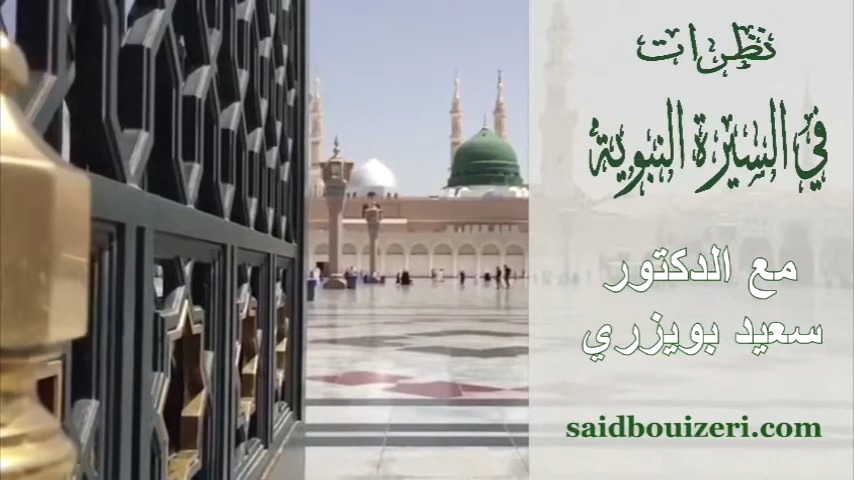 نظرات
في السيرة النبوية
مع الدكتور
سعيد بويزري
saidbouizeri.com